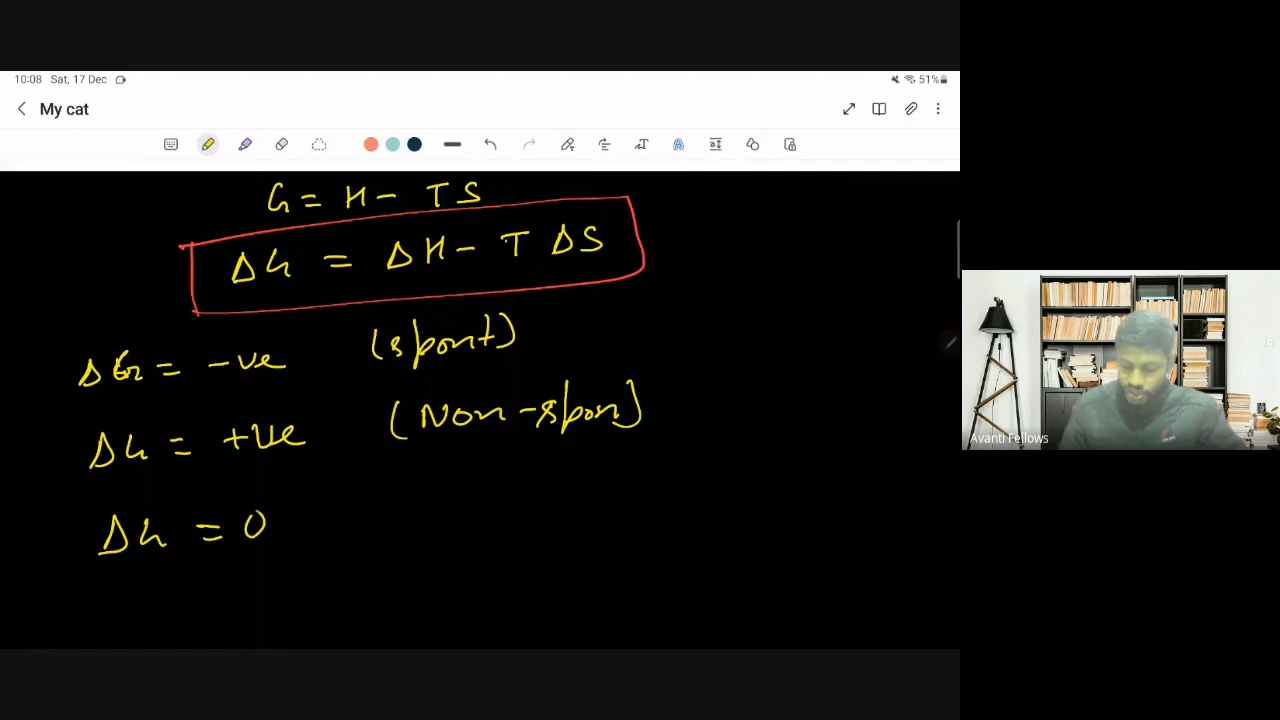 10:08 Sat, 17 Dec
51%
My cat
G = H - TS
ΔG = ΔH - T ΔS
ΔG = -ve (spont)
ΔG = +ve (Non-spon)
ΔG = 0
Avanti Fellows